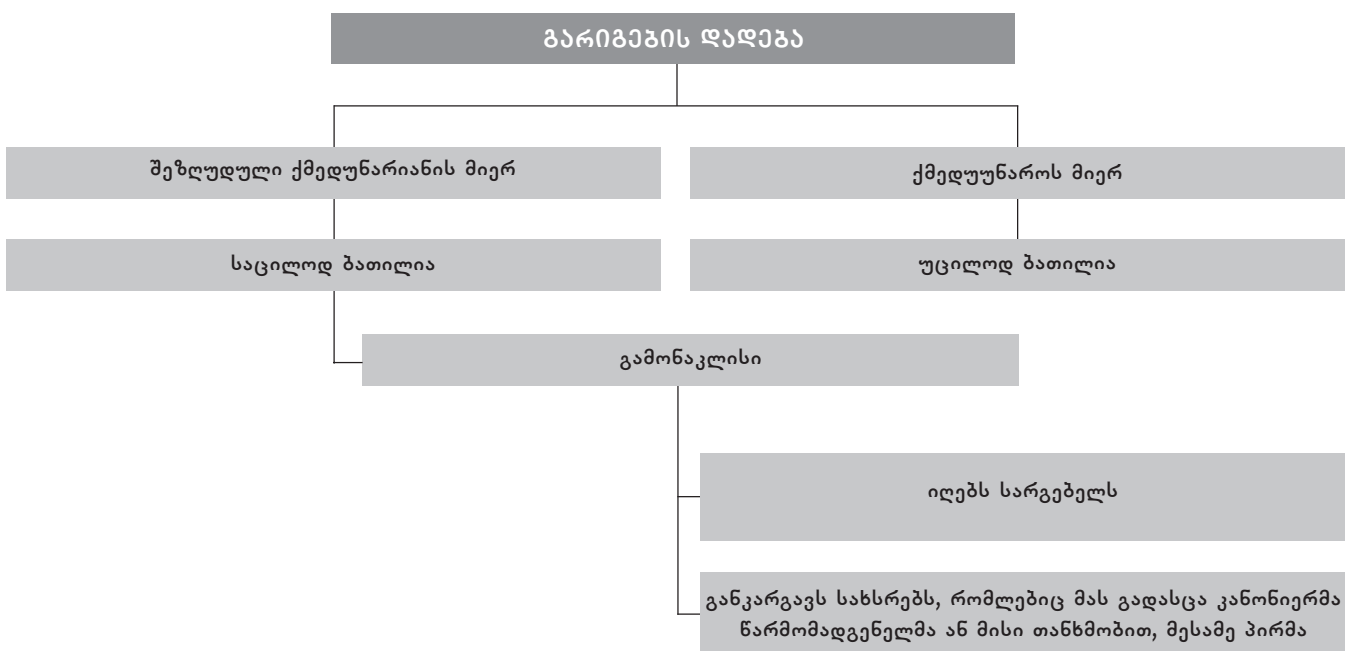 გარიგების დადება
შეზღუდული ქმედუნარიანის მიერ
ქმედუუნაროს მიერ
საცილოდ ბათილია
უცილოდ ბათილია
გამონაკლისი
იღებს სარგებელს
განკარგავს სახსრებს, რომლებიც მას გადასცა კანონიერმა
წარმომადგენელმა ან მისი თანხმობით, მესამე პირმა